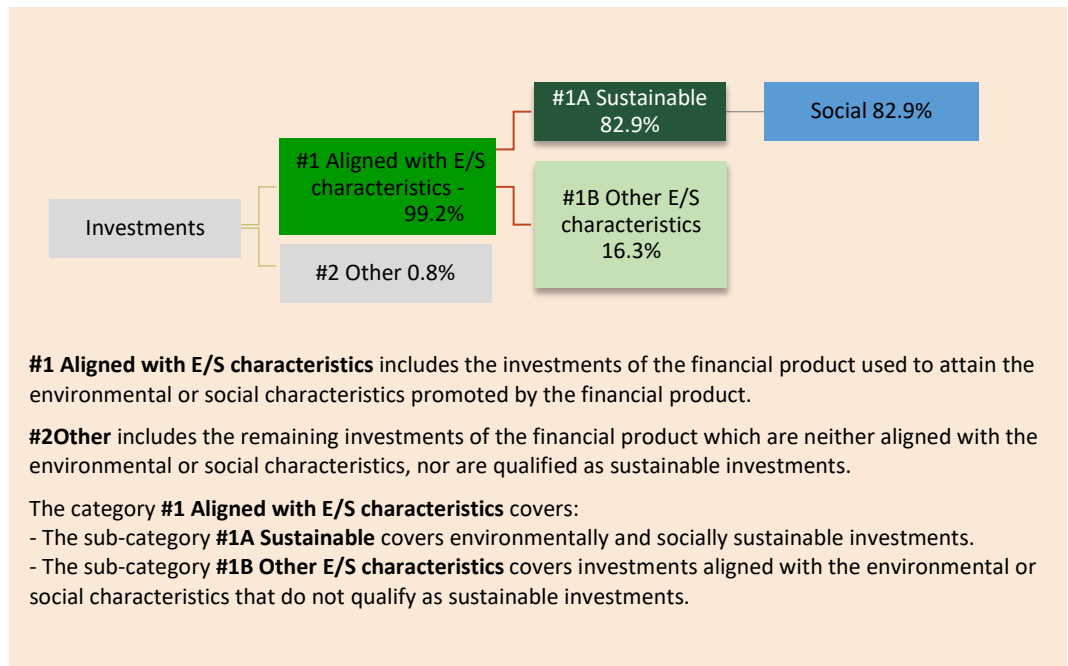 Investments
#1 Aligned with E/S
characteristics -
99.2%
#2 Other 0.8%
#1A Sustainable
82.9%
#1B Other E/S
characteristics
16.3%
Social 82.9%
#1 Aligned with E/S characteristics includes the investments of the financial product used to attain the
environmental or social characteristics promoted by the financial product.
#2Other includes the remaining investments of the financial product which are neither aligned with the
environmental or social characteristics, nor are qualified as sustainable investments.
The category #1 Aligned with E/S characteristics covers:
- The sub-category #1A Sustainable covers environmentally and socially sustainable investments.
- The sub-category #1B Other E/S characteristics covers investments aligned with the environmental or
social characteristics that do not qualify as sustainable investments.